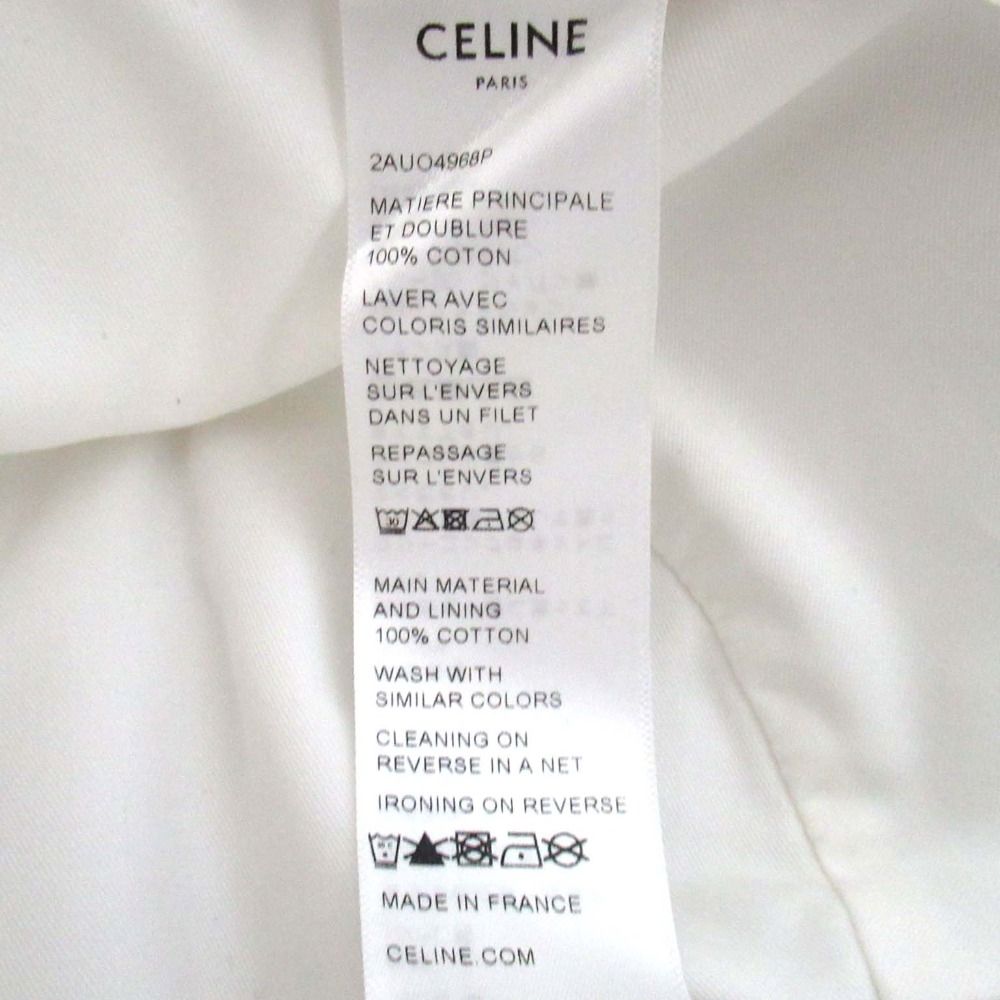 CELINE
PARIS
2AUO4968P
MATIERE PRINCIPALE
ET DOUBLURE
100% COTON
LAVER AVEC
COLORIS SIMILAIRES
NETTOYAGE
SUR L'ENVERS
DANS UN FILET
REPASSAGE
SUR L'ENVERS
30
MAIN MATERIAL
AND LINING
100% COTTON
WASH WITH
SIMILAR COLORS
CLEANING ON
REVERSE IN A NET
IRONING ON REVERSE
MADE IN FRANCE
CELINE.COM